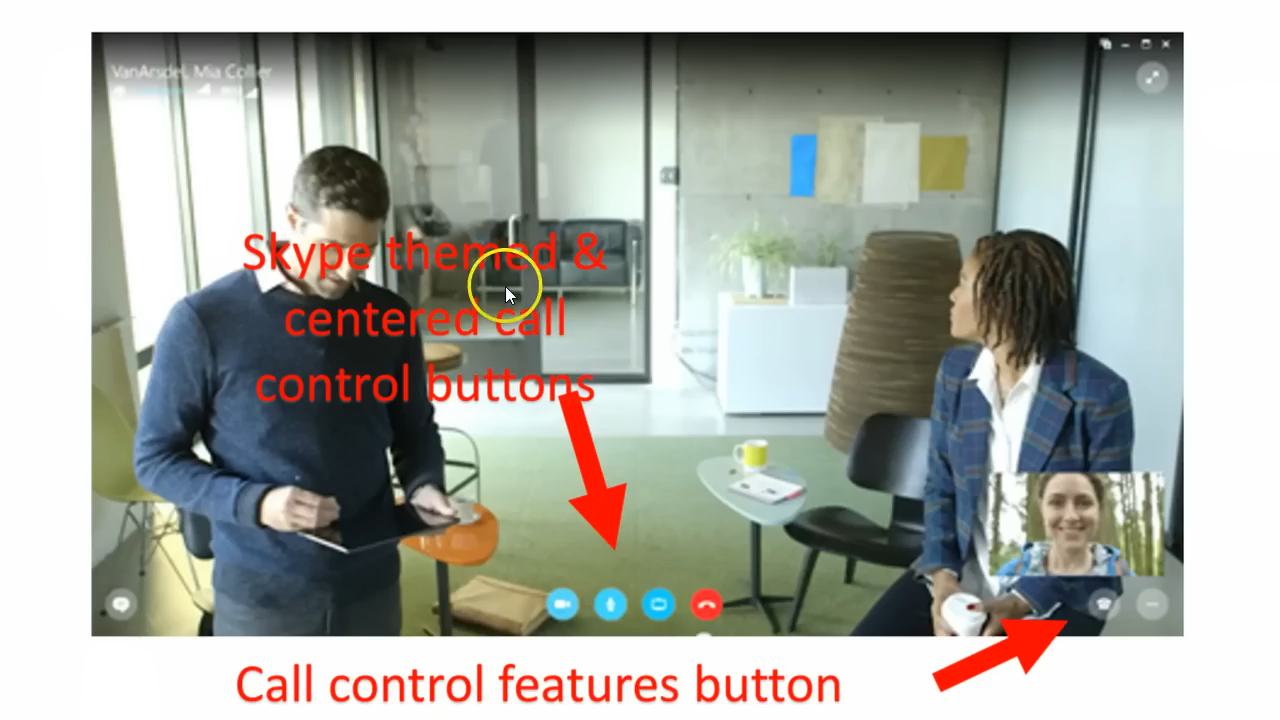 VanArsdel, Mia Collier
Skype themed &
centered call
control buttons
Call control features button